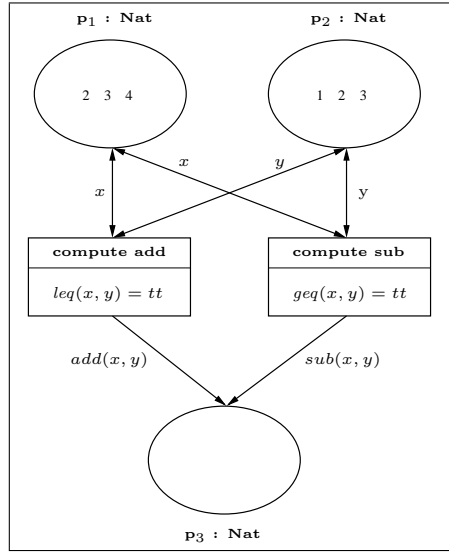 p₁ : Nat p₂ : Nat
2 3 4 1 2 3
x y
x y
compute add compute sub
leq(x, y) = tt geq(x, y) = tt
add(x, y) sub(x, y)
p₃ : Nat